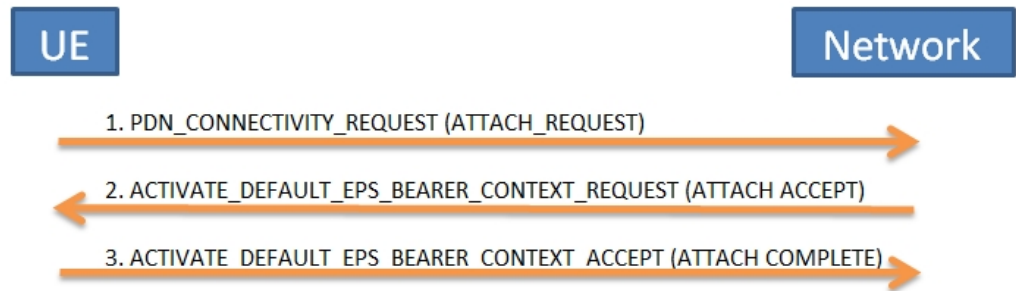 UE
Network
1. PDN_CONNECTIVITY_REQUEST (ATTACH_REQUEST)
2. ACTIVATE_DEFAULT_EPS_BEARER_CONTEXT_REQUEST (ATTACH ACCEPT)
3. ACTIVATE_DEFAULT_EPS_BEARER_CONTEXT_ACCEPT (ATTACH COMPLETE)